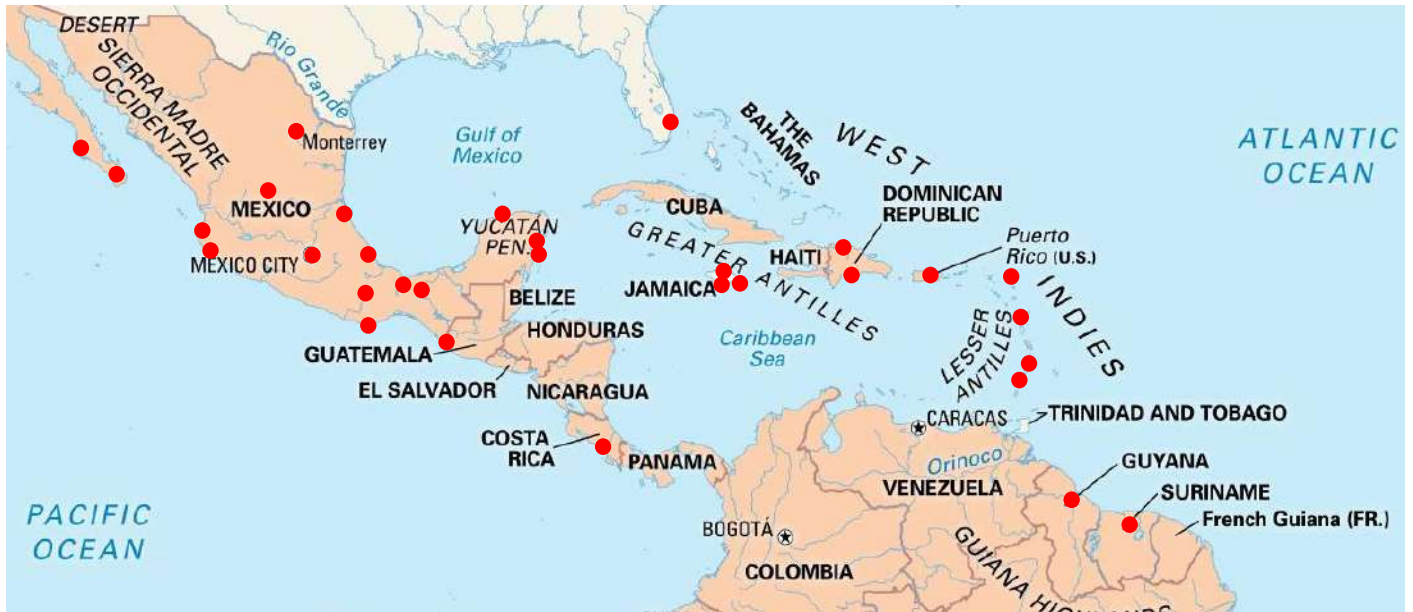 DESERT
SIERRA MADRE
OCCIDENTAL
Rio Grande
Monterrey
Gulf of
Mexico
THE
BAHAMAS
WEST
INDIES
ATLANTIC
OCEAN
MEXICO
MEXICO CITY
YUCATÁN
PEN.
CUBA
DOMINICAN
REPUBLIC
GREATER ANTILLES
HAITI
Puerto
Rico (U.S.)
JAMAICA
BELIZE
HONDURAS
GUATEMALA
EL SALVADOR
NICARAGUA
Caribbean
Sea
LESSER
ANTILLES
COSTA
RICA
PANAMA
CARACAS
TRINIDAD AND TOBAGO
Orinoco
VENEZUELA
GUYANA
SURINAME
French Guiana (FR.)
PACIFIC
OCEAN
BOGOTÁ
COLOMBIA
GUIANA HIGHLANDS